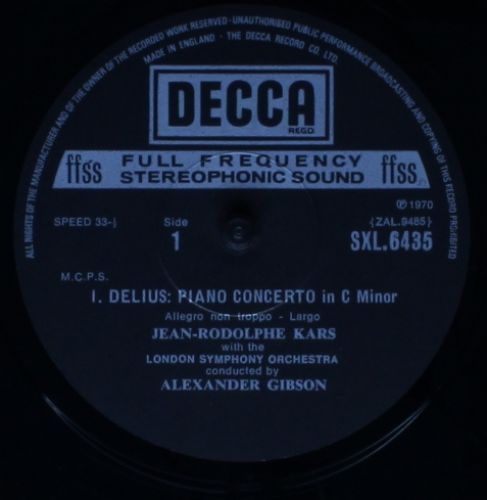 ALL RIGHTS OF THE MANUFACTURER AND OF THE OWNER OF THE RECORDED WORK RESERVED · UNAUTHORISED PUBLIC PERFORMANCE BROADCASTING AND COPYING OF THIS RECORD PROHIBITED
MADE IN ENGLAND · THE DECCA RECORD CO. LTD.
DECCA
REGD.
ffss FULL FREQUENCY STEREOPHONIC SOUND ffss
℗ 1970
SPEED 33-⅓ Side {ZAL.9485}
1 SXL.6435
M.C.P.S.
1. DELIUS: PIANO CONCERTO in C Minor
Allegro non troppo - Largo
JEAN-RODOLPHE KARS
with the
LONDON SYMPHONY ORCHESTRA
conducted by
ALEXANDER GIBSON